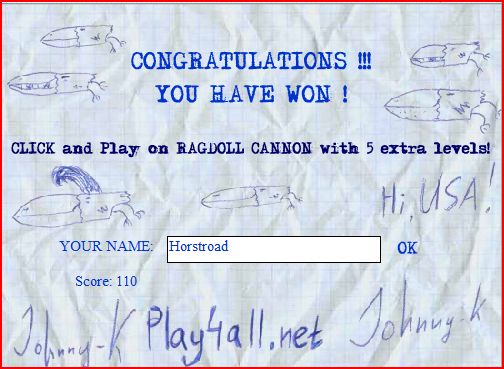 CONGRATULATIONS !!!
YOU HAVE WON !
CLICK and Play on RAGDOLL CANNON with 5 extra levels!
Hi, USA!
YOUR NAME: Horstroad OK
Score: 110
Johnny-K Play4all.net Johnny-K